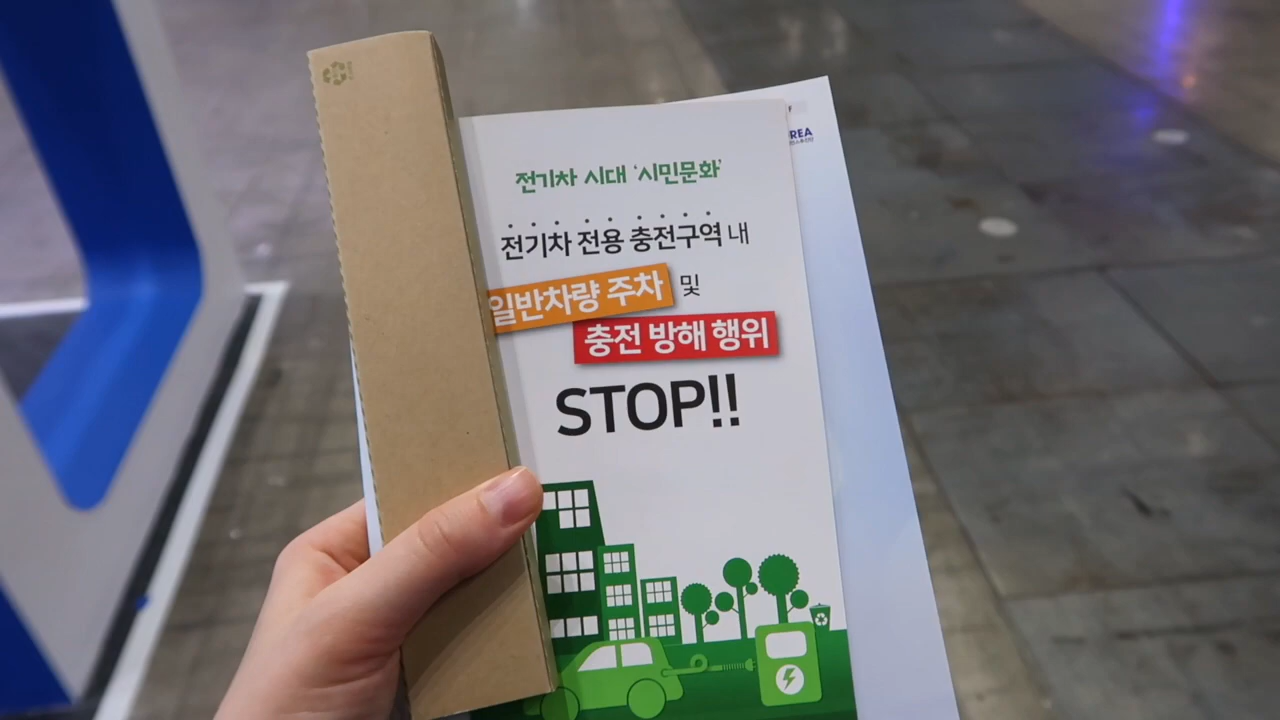 전기차 시대 '시민문화'
전기차 전용 충전구역 내
일반차량 주차 및
충전 방해 행위
STOP!!
REA